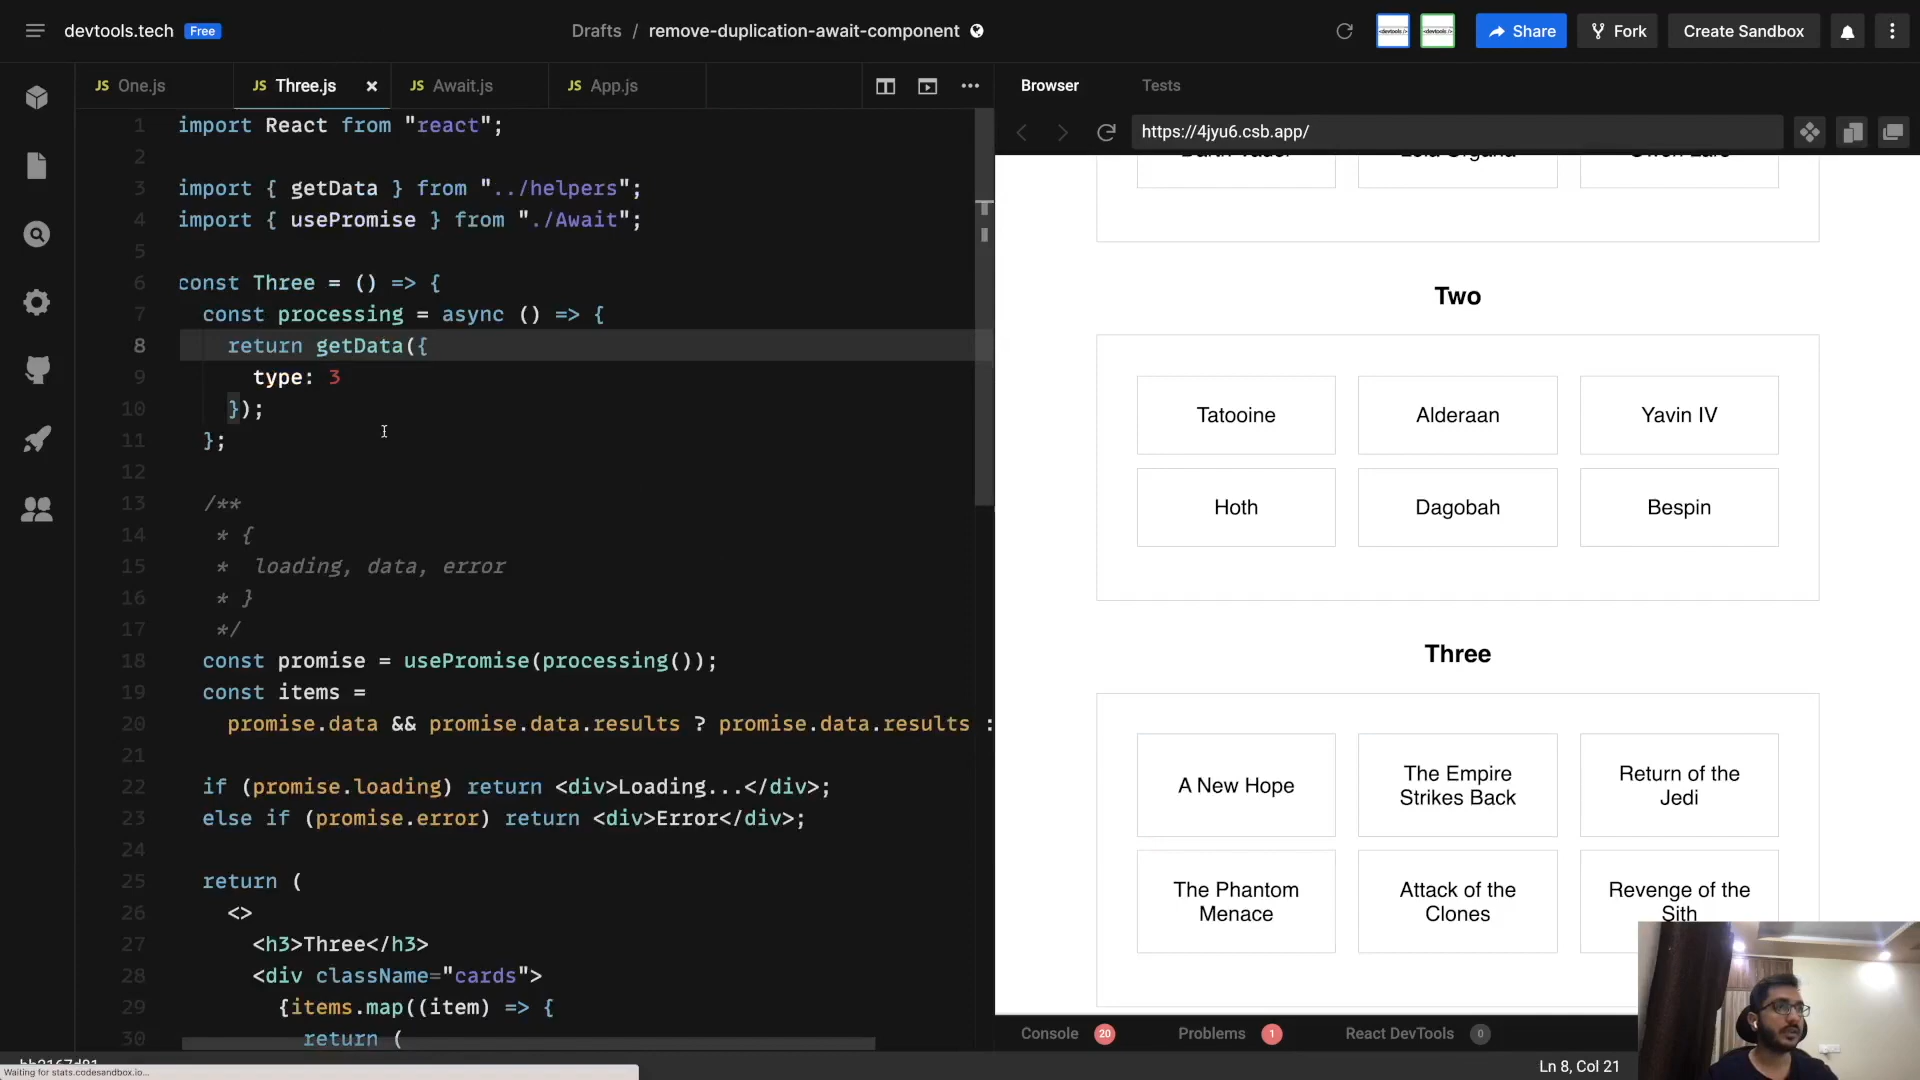 devtools.tech Free
Drafts / remove-duplication-await-component
Share
Fork
Create Sandbox
JS One.js
JS Three.js
JS Await.js
JS App.js
1 import React from "react";
2
3 import { getData } from "../helpers";
4 import { usePromise } from "./Await";
5
6 const Three = () => {
7 const processing = async () => {
8 return getData({
9 type: 3
10 });
11 };
12
13 /**
14 * {
15 * loading, data, error
16 * }
17 */
18 const promise = usePromise(processing());
19 const items =
20 promise.data && promise.data.results ? promise.data.results :
21
22 if (promise.loading) return <div>Loading...</div>;
23 else if (promise.error) return <div>Error</div>;
24
25 return (
26 <>
27 <h3>Three</h3>
28 <div className="cards">
29 {items.map((item) => {
30 return (
Waiting for stats.codesandbox.io...
Browser
Tests
https://4jyu6.csb.app/
Two
Tatooine
Alderaan
Yavin IV
Hoth
Dagobah
Bespin
Three
A New Hope
The Empire
Strikes Back
Return of the
Jedi
The Phantom
Menace
Attack of the
Clones
Revenge of the
Sith
Console 20
Problems 1
React DevTools 0
Ln 8, Col 21